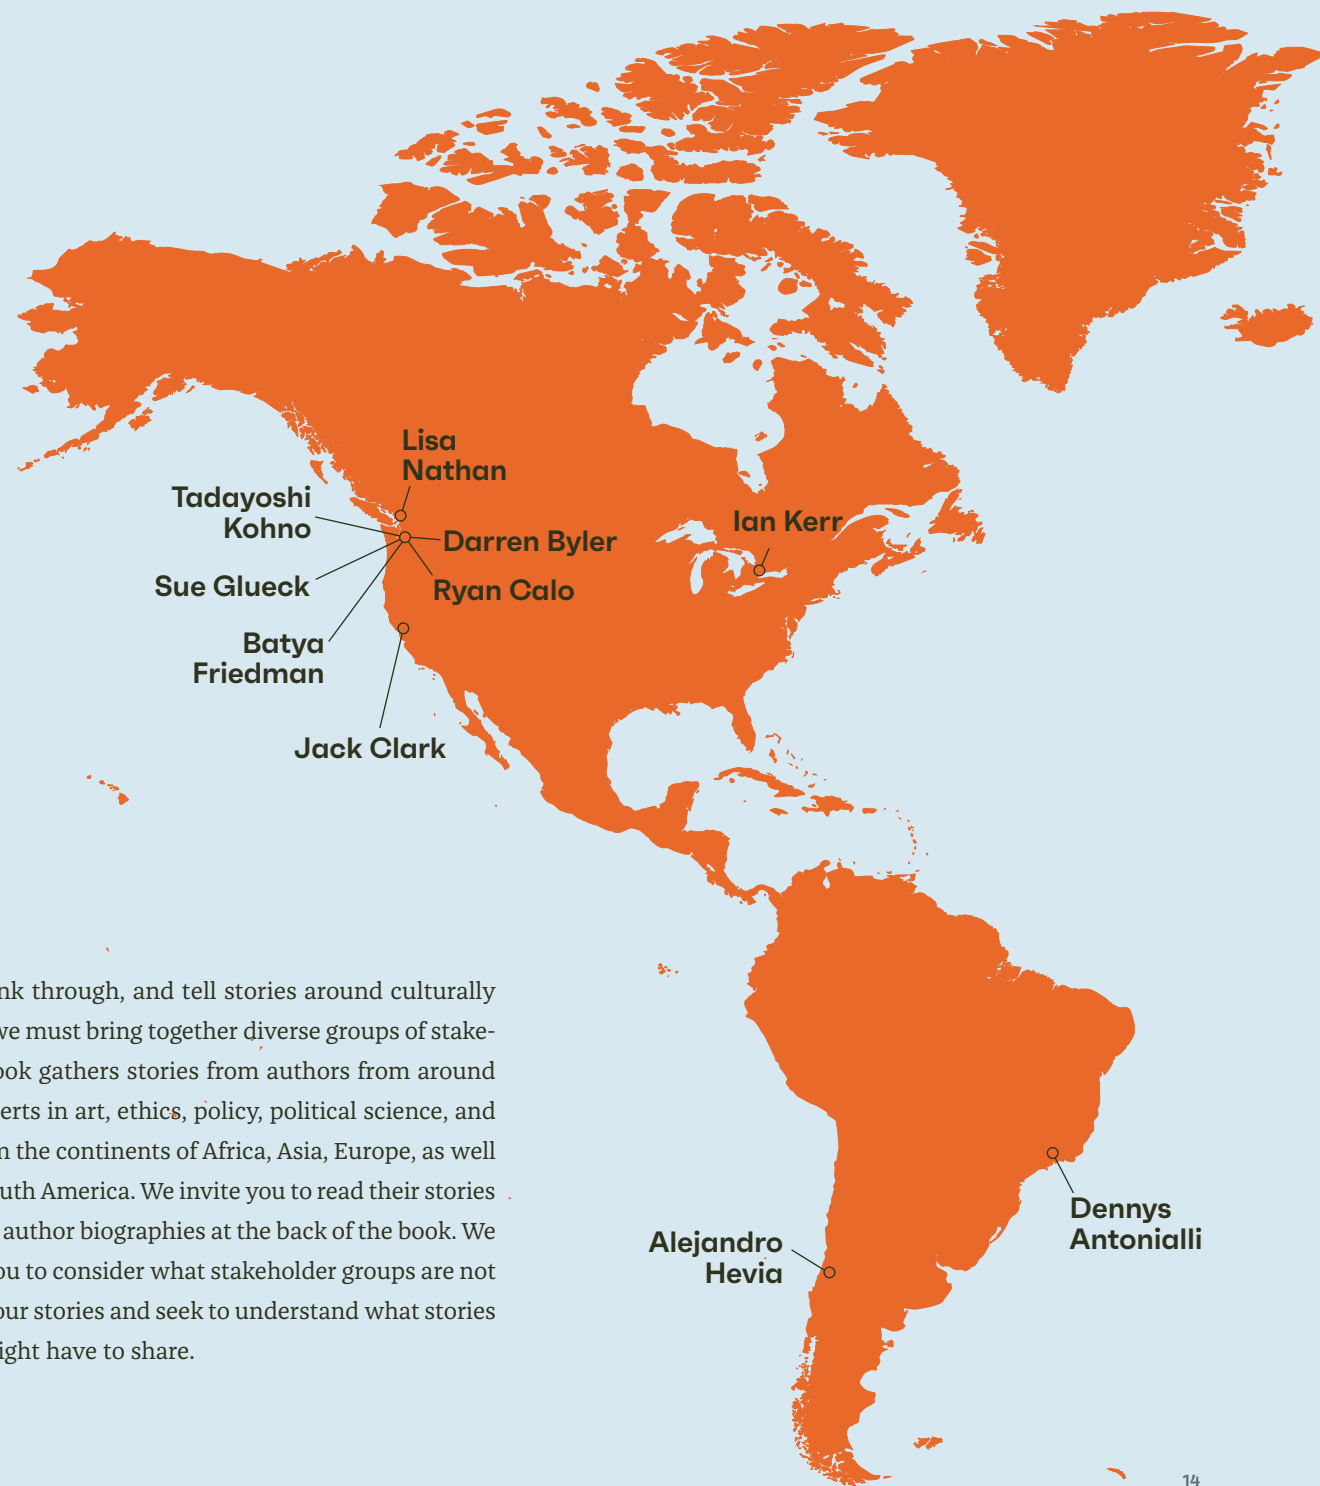 Lisa
Nathan
Tadayoshi
Kohno
Ian Kerr
Darren Byler
Sue Glueck
Ryan Calo
Batya
Friedman
Jack Clark
nk through, and tell stories around culturally
we must bring together diverse groups of stake-
ook gathers stories from authors from around
erts in art, ethics, policy, political science, and
n the continents of Africa, Asia, Europe, as well
uth America. We invite you to read their stories
author biographies at the back of the book. We
ou to consider what stakeholder groups are not
our stories and seek to understand what stories
ight have to share.
Dennys
Antonialli
Alejandro
Hevia
14